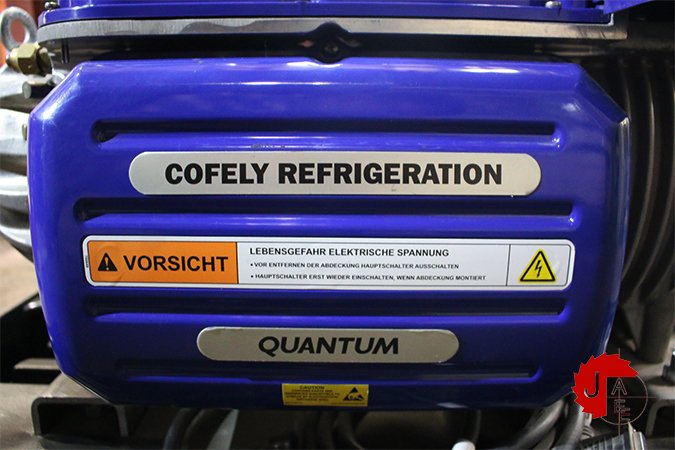 COFELY REFRIGERATION
VORSICHT
LEBENSGEFAHR ELEKTRISCHE SPANNUNG
• VOR ENTFERNEN DER ABDECKUNG HAUPTSCHALTER AUSSCHALTEN
• HAUPTSCHALTER ERST WIEDER EINSCHALTEN, WENN ABDECKUNG MONTIERT
QUANTUM
CAUTION
J A